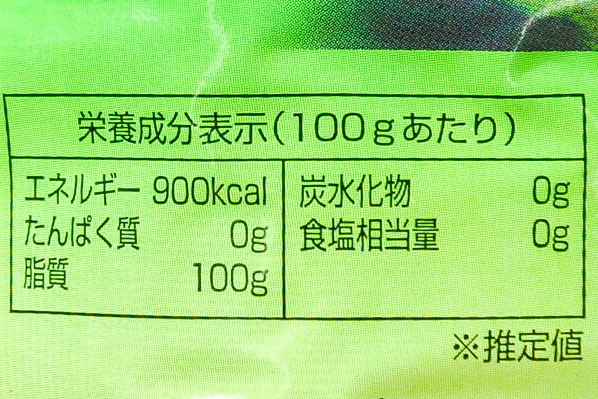 栄養成分表示(100gあたり)
エネルギー 900kcal
たんぱく質 0g
脂質 100g
炭水化物 0g
食塩相当量 0g
※推定値